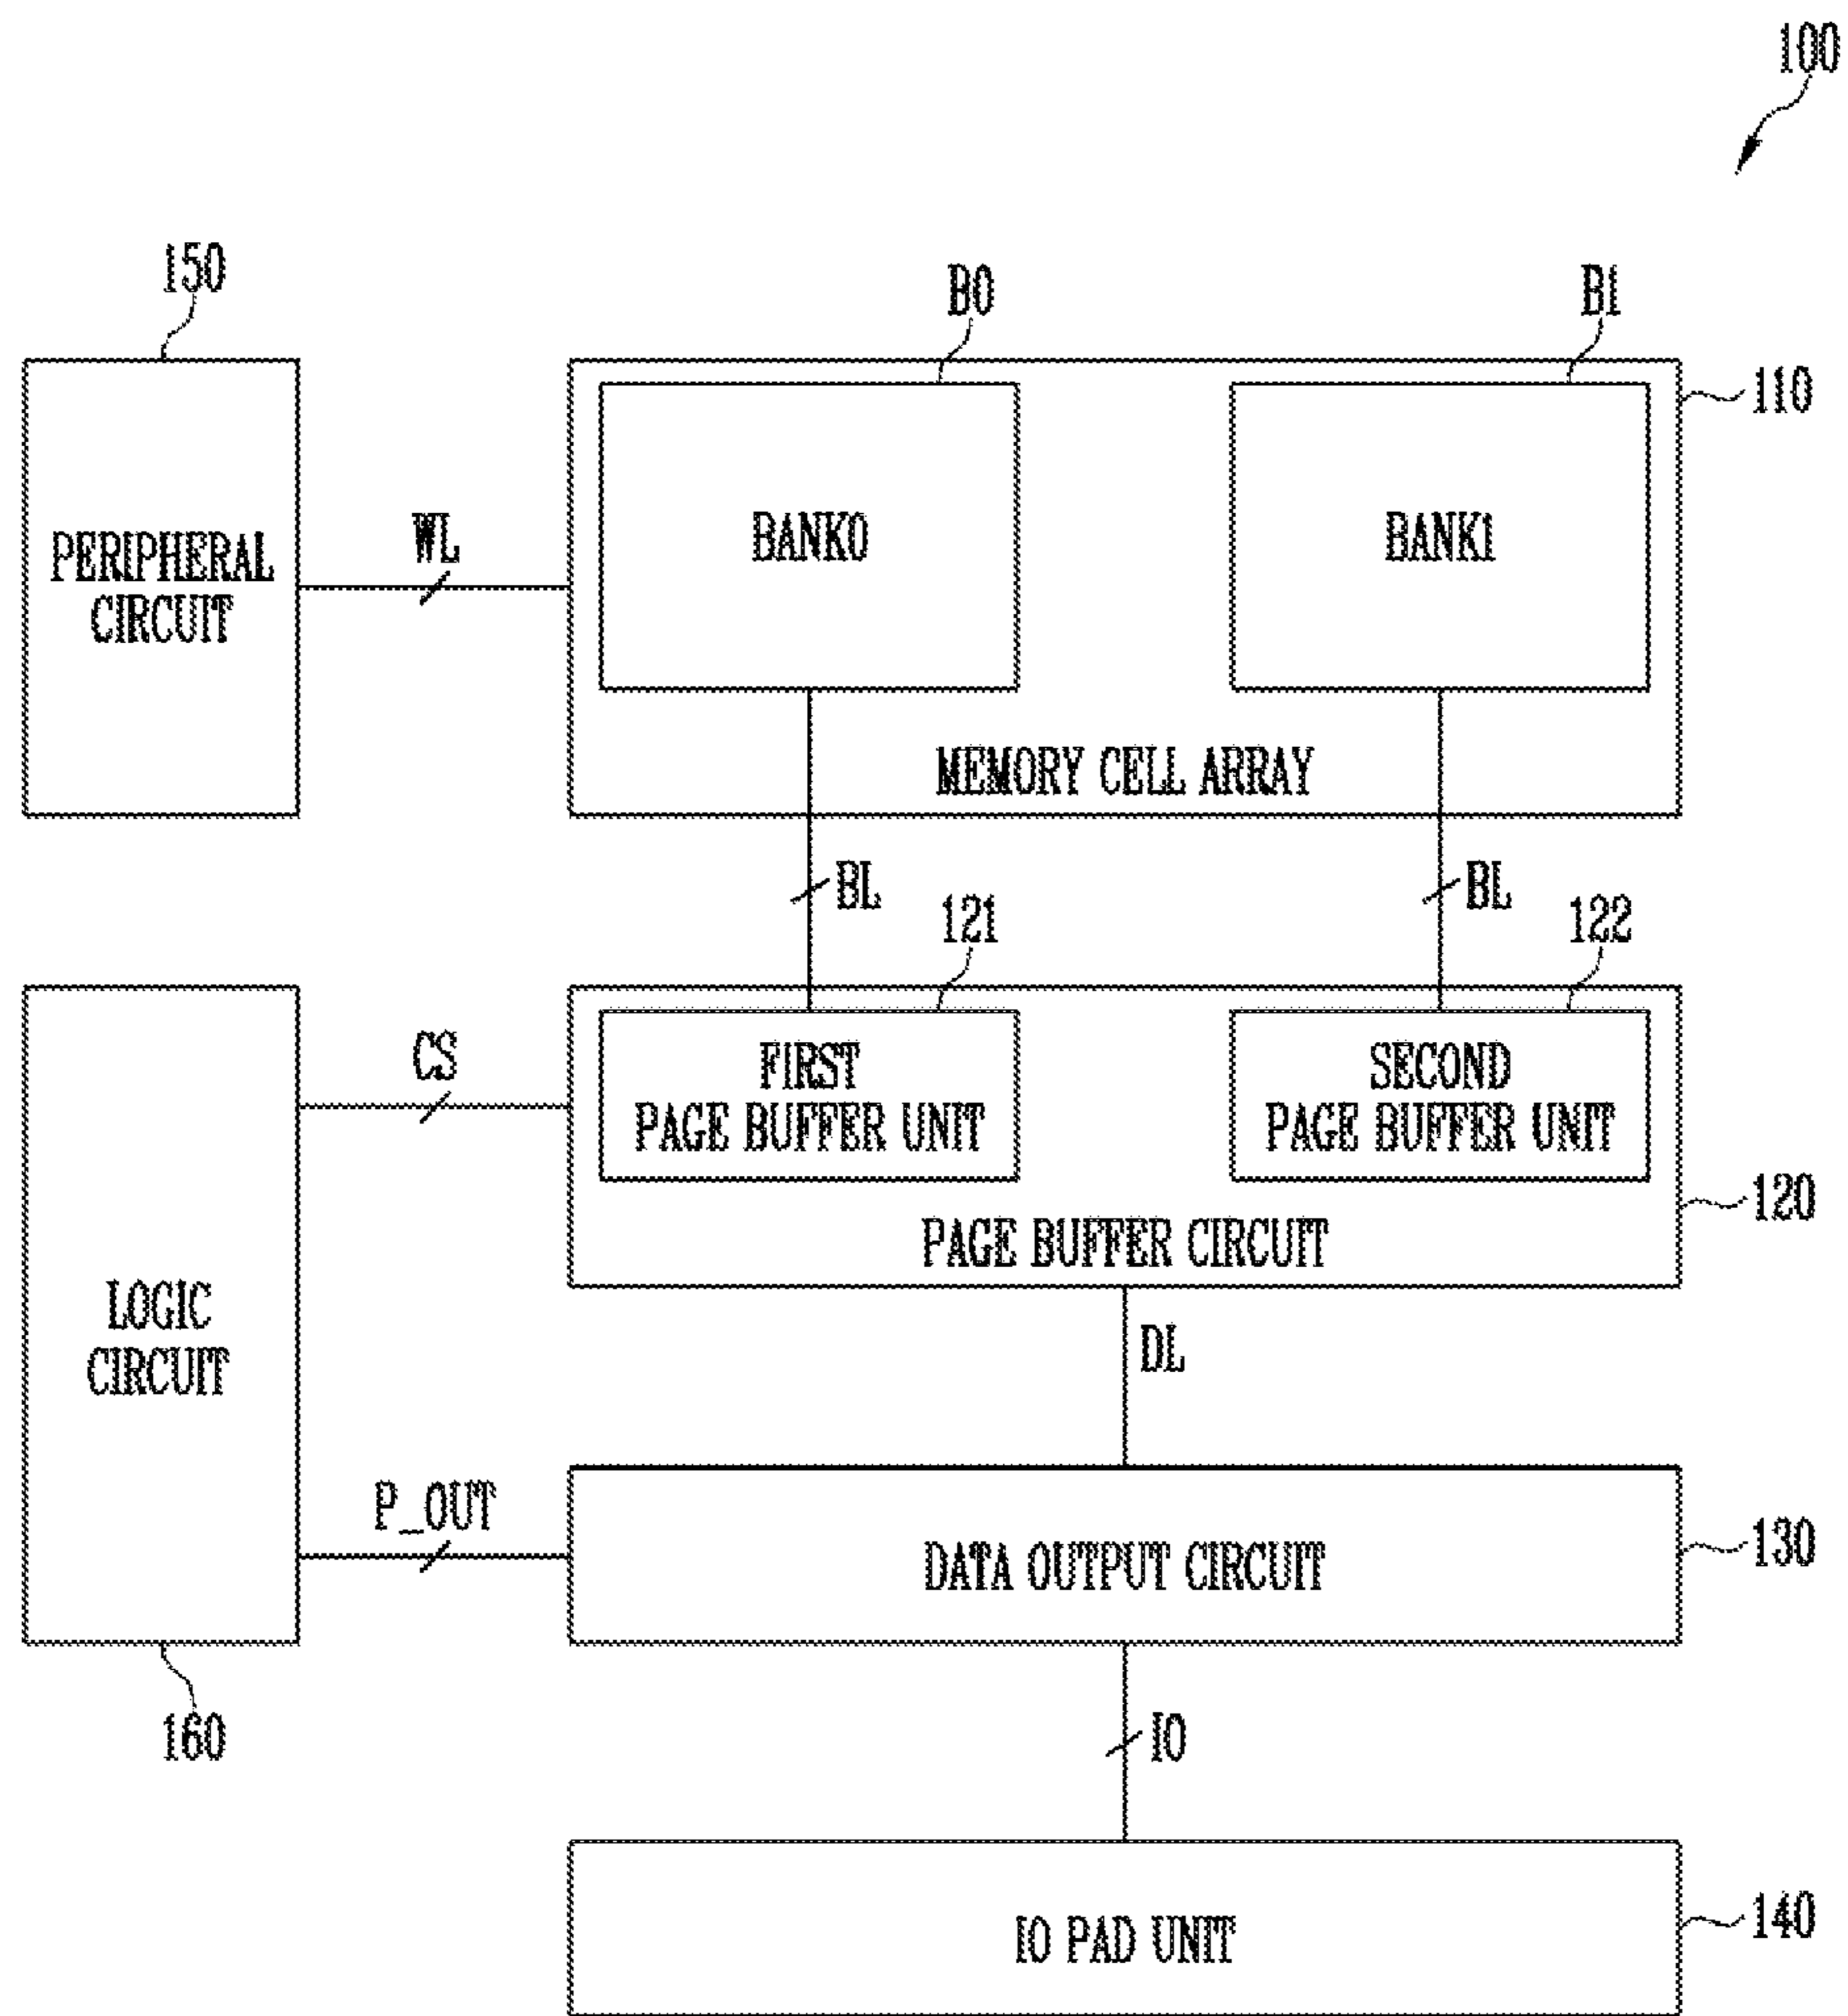 100
150
B0
B1
110
PERIPHERAL
CIRCUIT
WL
BANK0
BANK1
MEMORY CELL ARRAY
BL
BL
121
122
CS
FIRST
PAGE BUFFER UNIT
SECOND
PAGE BUFFER UNIT
120
PAGE BUFFER CIRCUIT
LOGIC
CIRCUIT
DL
P_OUT
DATA OUTPUT CIRCUIT
130
160
IO
IO PAD UNIT
140